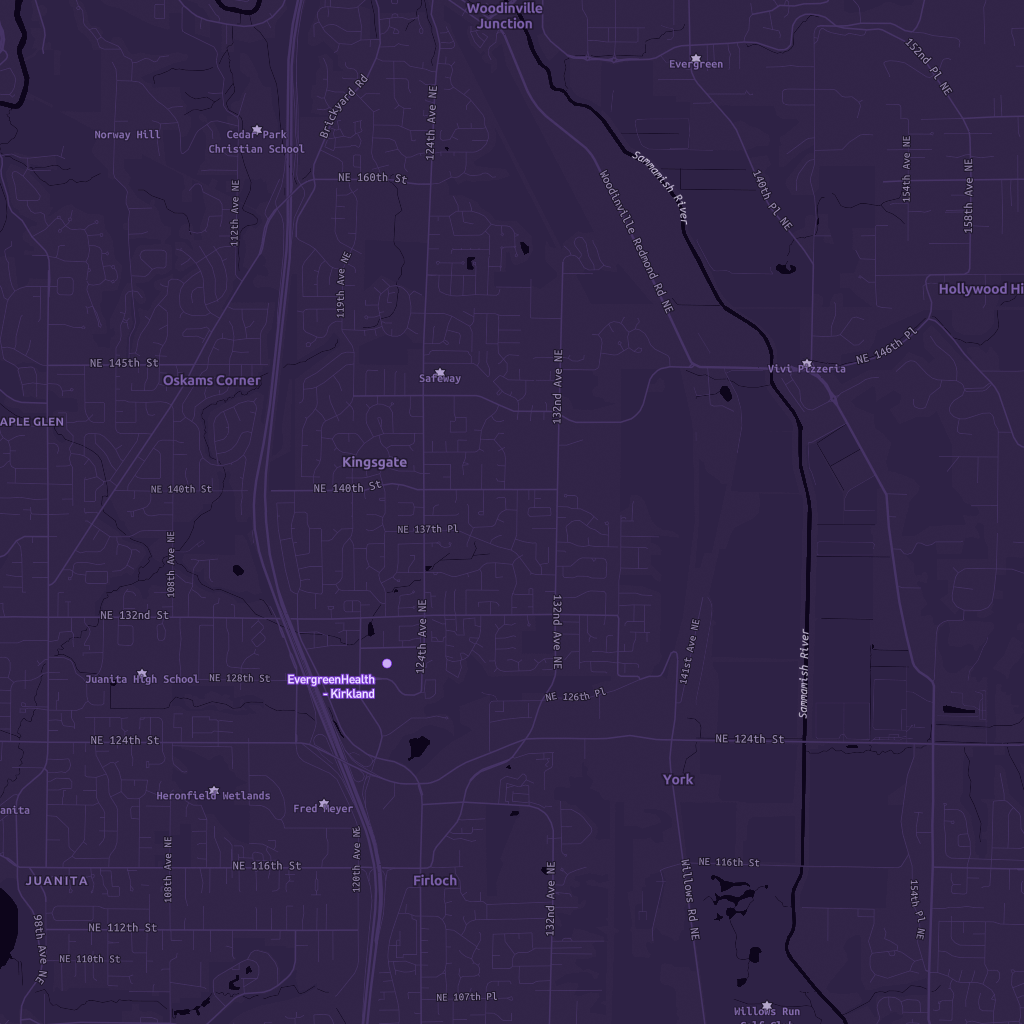 Woodinville
Junction
152nd Pl NE
Evergreen
Brickyard Rd
124th Ave NE
Norway Hill
Cedar Park
Christian School
154th Ave NE
158th Ave NE
Sammamish River
NE 160th St
140th Pl NE
112th Ave NE
Woodinville Redmond Rd NE
119th Ave NE
Hollywood Hi
NE 146th Pl
NE 145th St
Vivi Pizzeria
Oskams Corner
Safeway
132nd Ave NE
APLE GLEN
Kingsgate
NE 140th St
NE 140th St
NE 137th Pl
108th Ave NE
NE 132nd St
124th Ave NE
132nd Ave NE
141st Ave NE
Sammamish River
Juanita High School
NE 128th St
EvergreenHealth
- Kirkland
NE 126th Pl
NE 124th St
NE 124th St
York
Heronfield Wetlands
Fred Meyer
anita
108th Ave NE
120th Ave NE
NE 116th St
NE 116th St
JUANITA
Firloch
132nd Ave NE
Willows Rd NE
154th Pl NE
98th Ave NE
NE 112th St
NE 110th St
NE 107th Pl
Willows Run